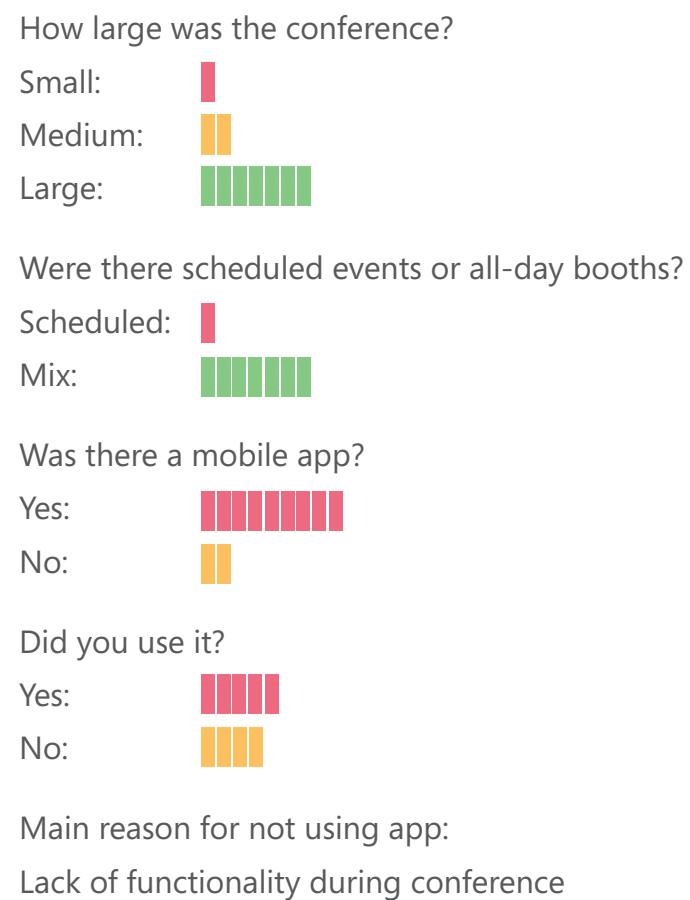 How large was the conference?
Small:
Medium:
Large:
Were there scheduled events or all-day booths?
Scheduled:
Mix:
Was there a mobile app?
Yes:
No:
Did you use it?
Yes:
No:
Main reason for not using app:
Lack of functionality during conference